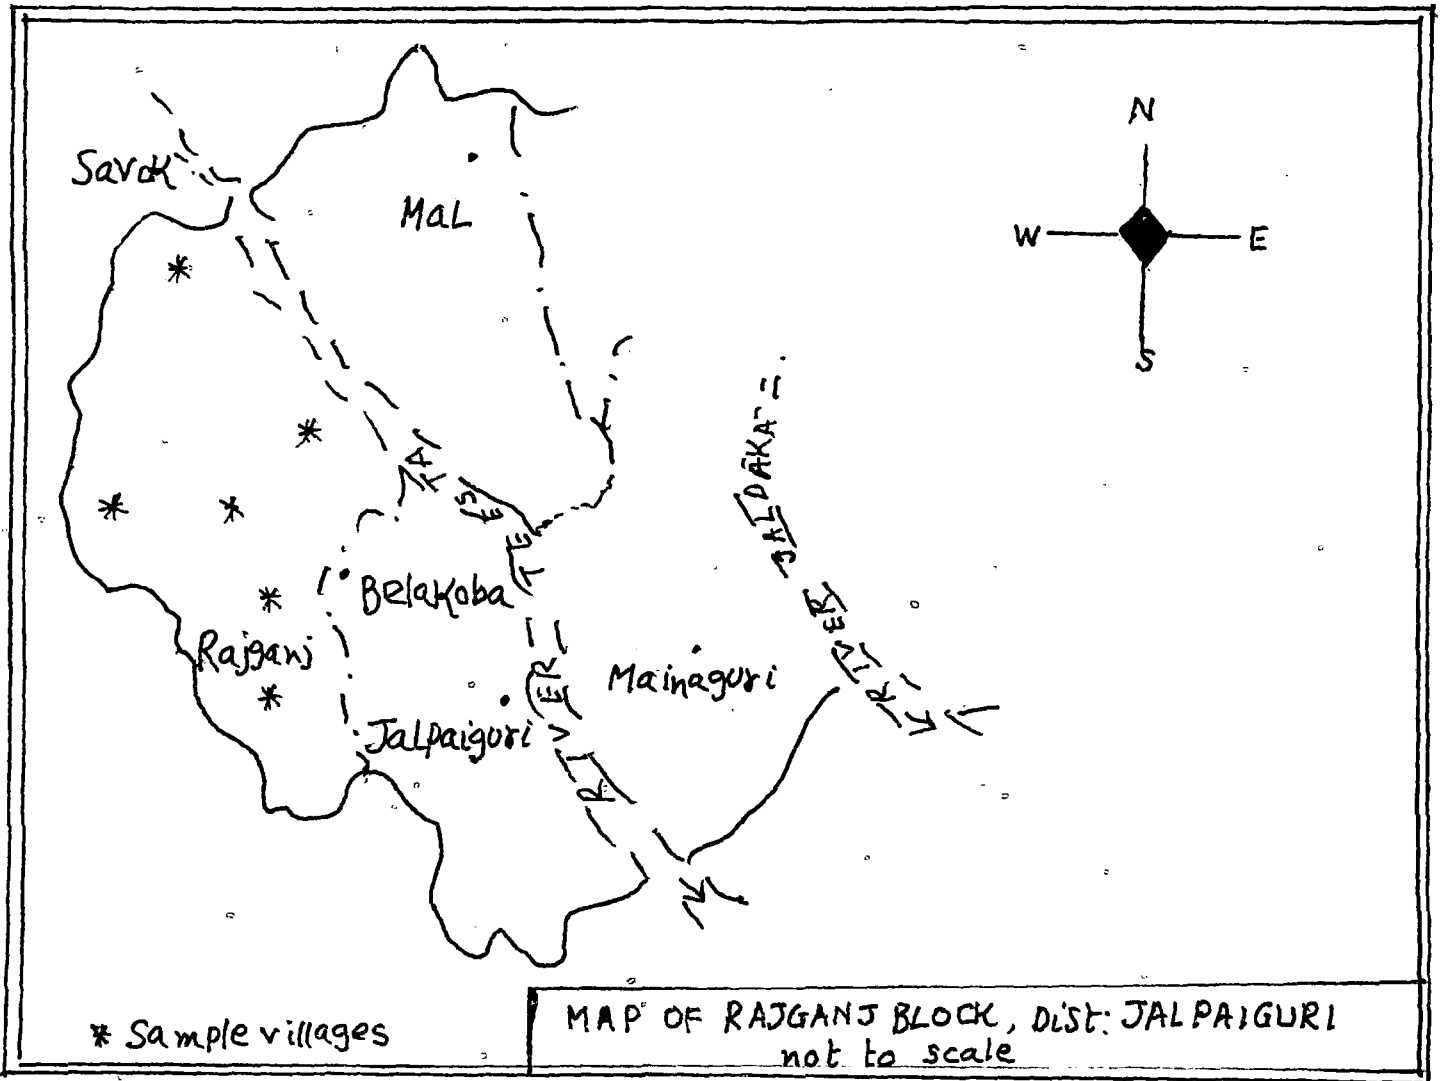 N
Savok
MaL
W
E
S
TEESTA
RIVER
JALDĀKA
RIVER
Belakoba
Rajganj
Mainaguri
JaLpaiguri
* Sample villages
MAP OF RAJGANJ BLOCK, Dist: JALPAIGURI
not to scale